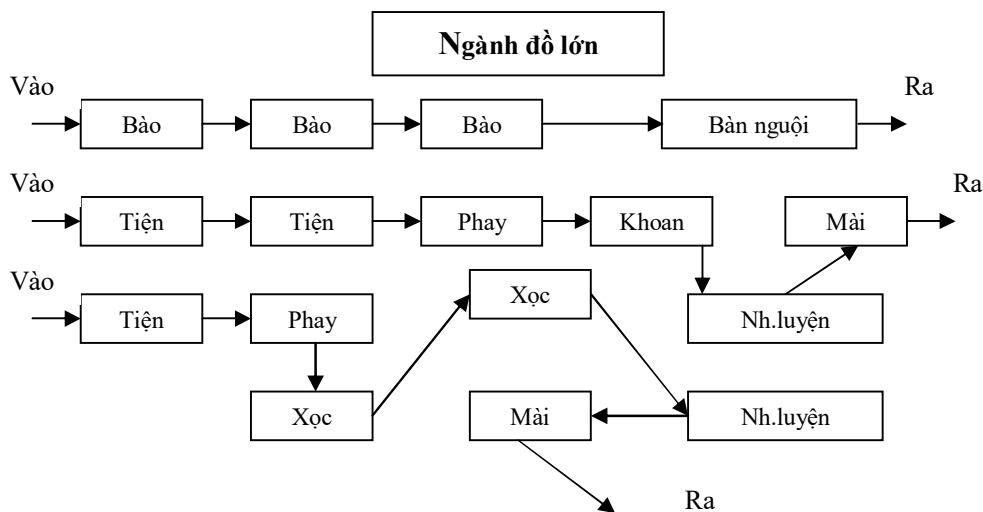 Ngành đồ lớn
Vào
Ra
Bào
Bào
Bào
Bàn nguội
Vào
Ra
Tiện
Tiện
Phay
Khoan
Mài
Vào
Tiện
Phay
Xọc
Nh.luyện
Xọc
Mài
Nh.luyện
Ra